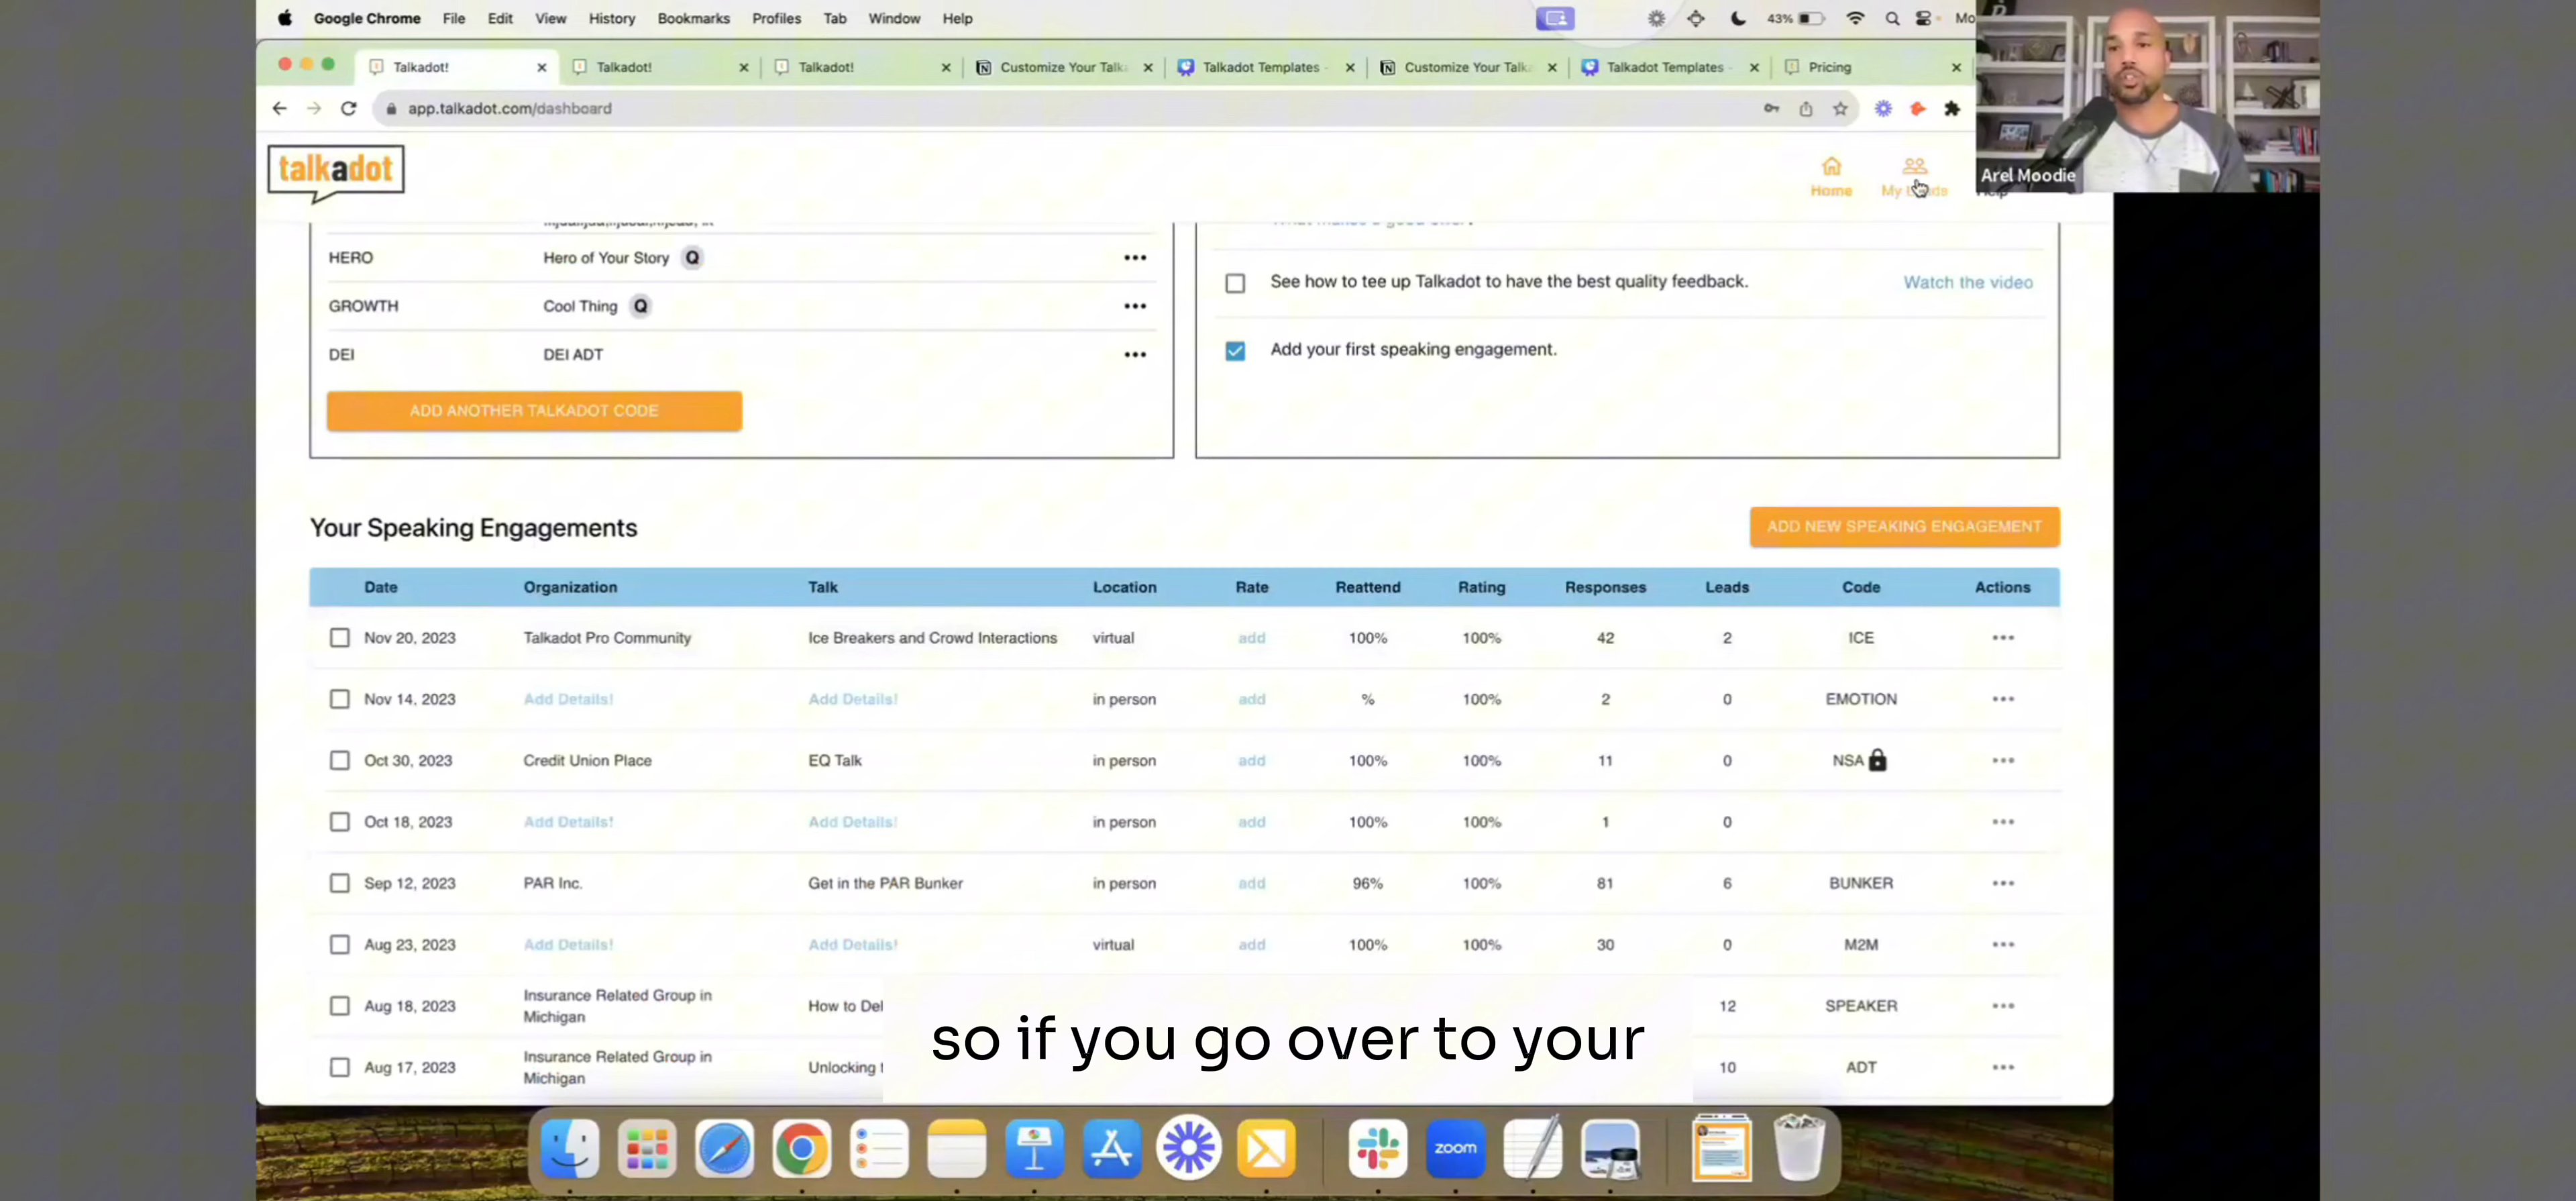 Google Chrome File Edit View History Bookmarks Profiles Tab Window Help 43% Mo
Talkadot! Talkadot! Talkadot! Customize Your Talk Talkadot Templates - Customize Your Talk Talkadot Templates - Pricing
app.talkadot.com/dashboard
talkadot
Home My
Arel Moodie
HERO Hero of Your Story Q
See how to tee up Talkadot to have the best quality feedback. Watch the video
GROWTH Cool Thing Q
Add your first speaking engagement.
DEI DEI ADT
ADD ANOTHER TALKADOT CODE
Your Speaking Engagements
ADD NEW SPEAKING ENGAGEMENT
Date Organization Talk Location Rate Reattend Rating Responses Leads Code Actions
Nov 20, 2023 Talkadot Pro Community Ice Breakers and Crowd Interactions virtual add 100% 100% 42 2 ICE
Nov 14, 2023 Add Details! Add Details! in person add % 100% 2 0 EMOTION
Oct 30, 2023 Credit Union Place EQ Talk in person add 100% 100% 11 0 NSA
Oct 18, 2023 Add Details! Add Details! in person add 100% 100% 1 0
Sep 12, 2023 PAR Inc. Get in the PAR Bunker in person add 96% 100% 81 6 BUNKER
Aug 23, 2023 Add Details! Add Details! virtual add 100% 100% 30 0 M2M
Aug 18, 2023 Insurance Related Group in Michigan How to Del 12 SPEAKER
Aug 17, 2023 Insurance Related Group in Michigan Unlocking 10 ADT
so if you go over to your
zoom